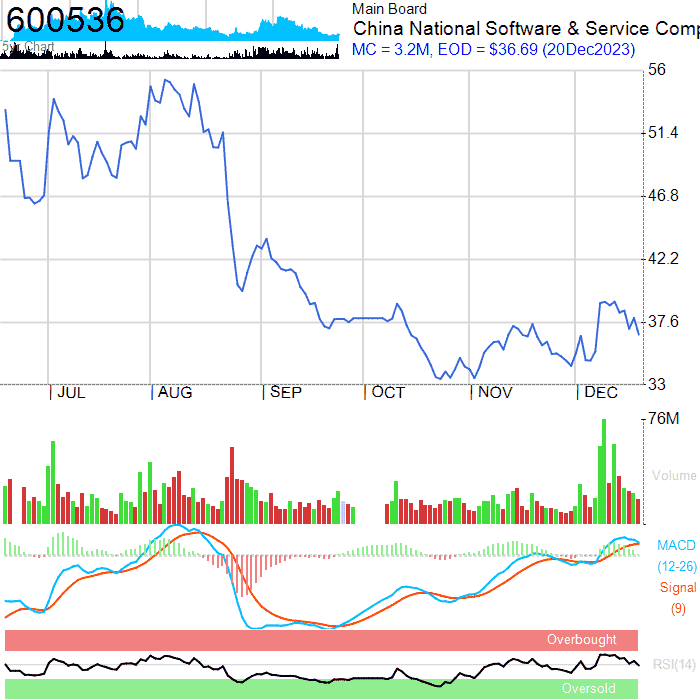 600536
5yr Chart
Main Board
China National Software & Service Comp
MC = 3.2M, EOD = $36.69 (20Dec2023)
56
51.4
46.8
42.2
37.6
33
JUL
AUG
SEP
OCT
NOV
DEC
76M
Volume
MACD
(12-26)
Signal
(9)
Overbought
RSI(14)
Oversold